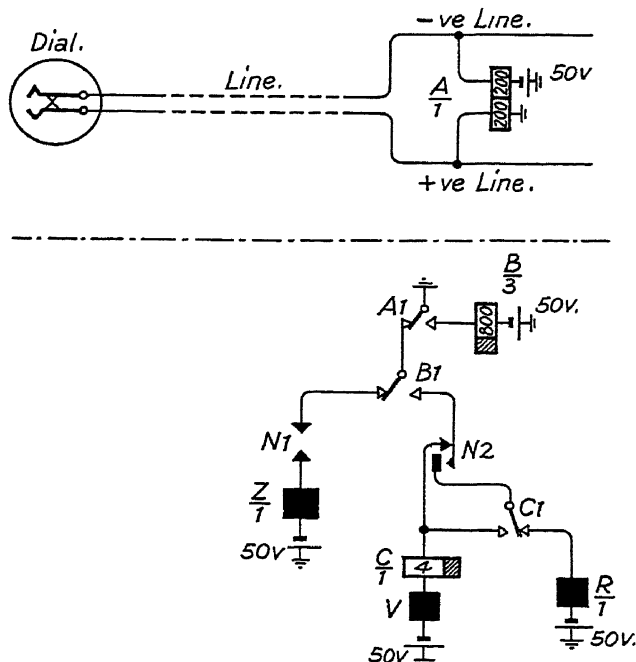 Dial.
-ve Line.
Line.
A
1
200
200
50V
+ve Line.
B
3
A1
800
50V.
B1
N1
N2
Z
1
C1
50V
C
1
4
V
R
1
50V
50V.